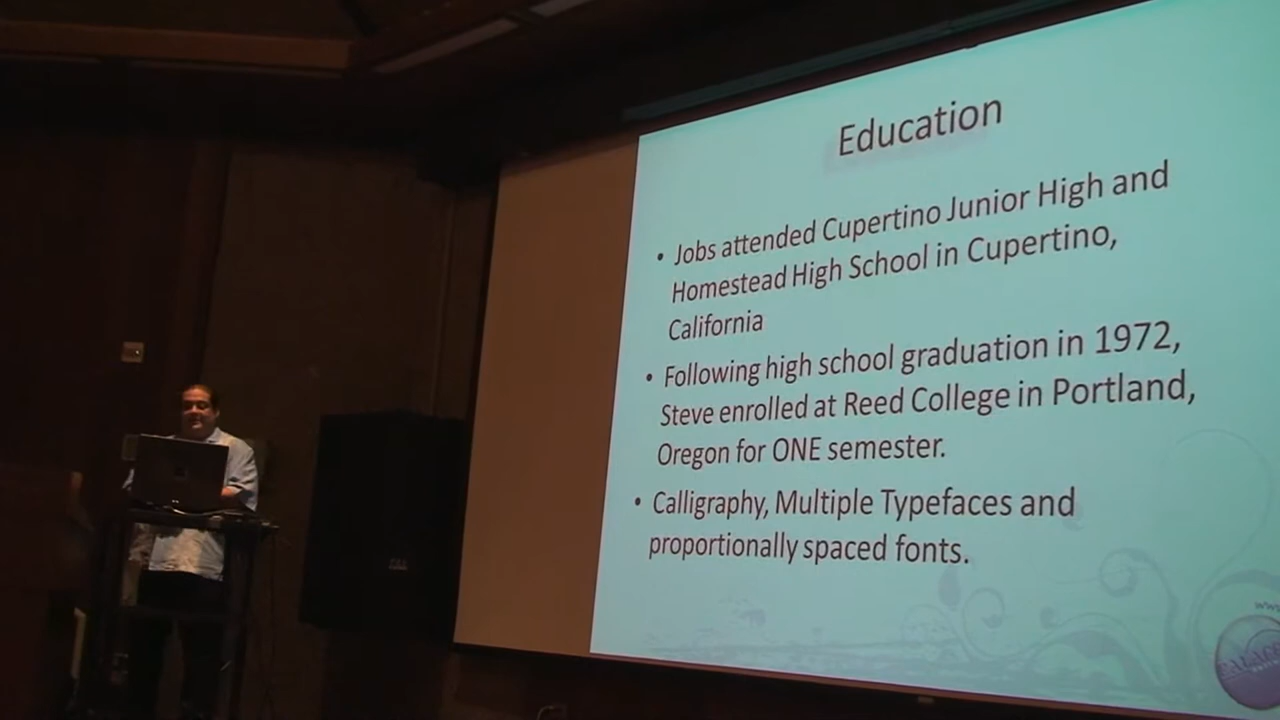 Education
• Jobs attended Cupertino Junior High and
Homestead High School in Cupertino,
California
• Following high school graduation in 1972,
Steve enrolled at Reed College in Portland,
Oregon for ONE semester.
• Calligraphy, Multiple Typefaces and
proportionally spaced fonts.